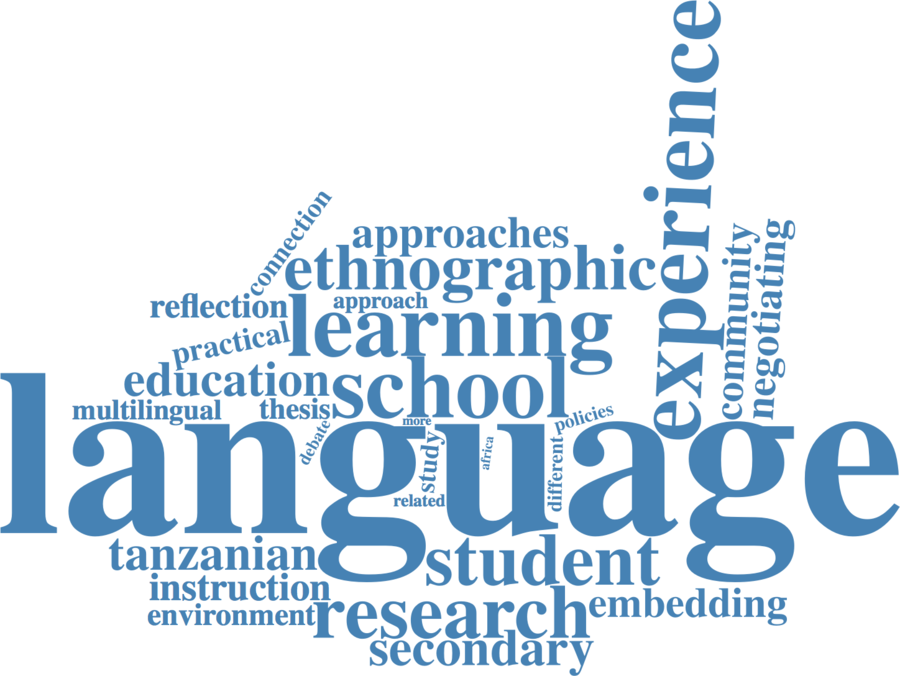 experience
connection
approaches
community
negotiating
ethnographic
reflection
approach
learning
practical
education
school
multilingual
thesis
language
more
policies
debate
study
africa
different
related
tanzanian
student
instruction
research
embedding
environment
secondary